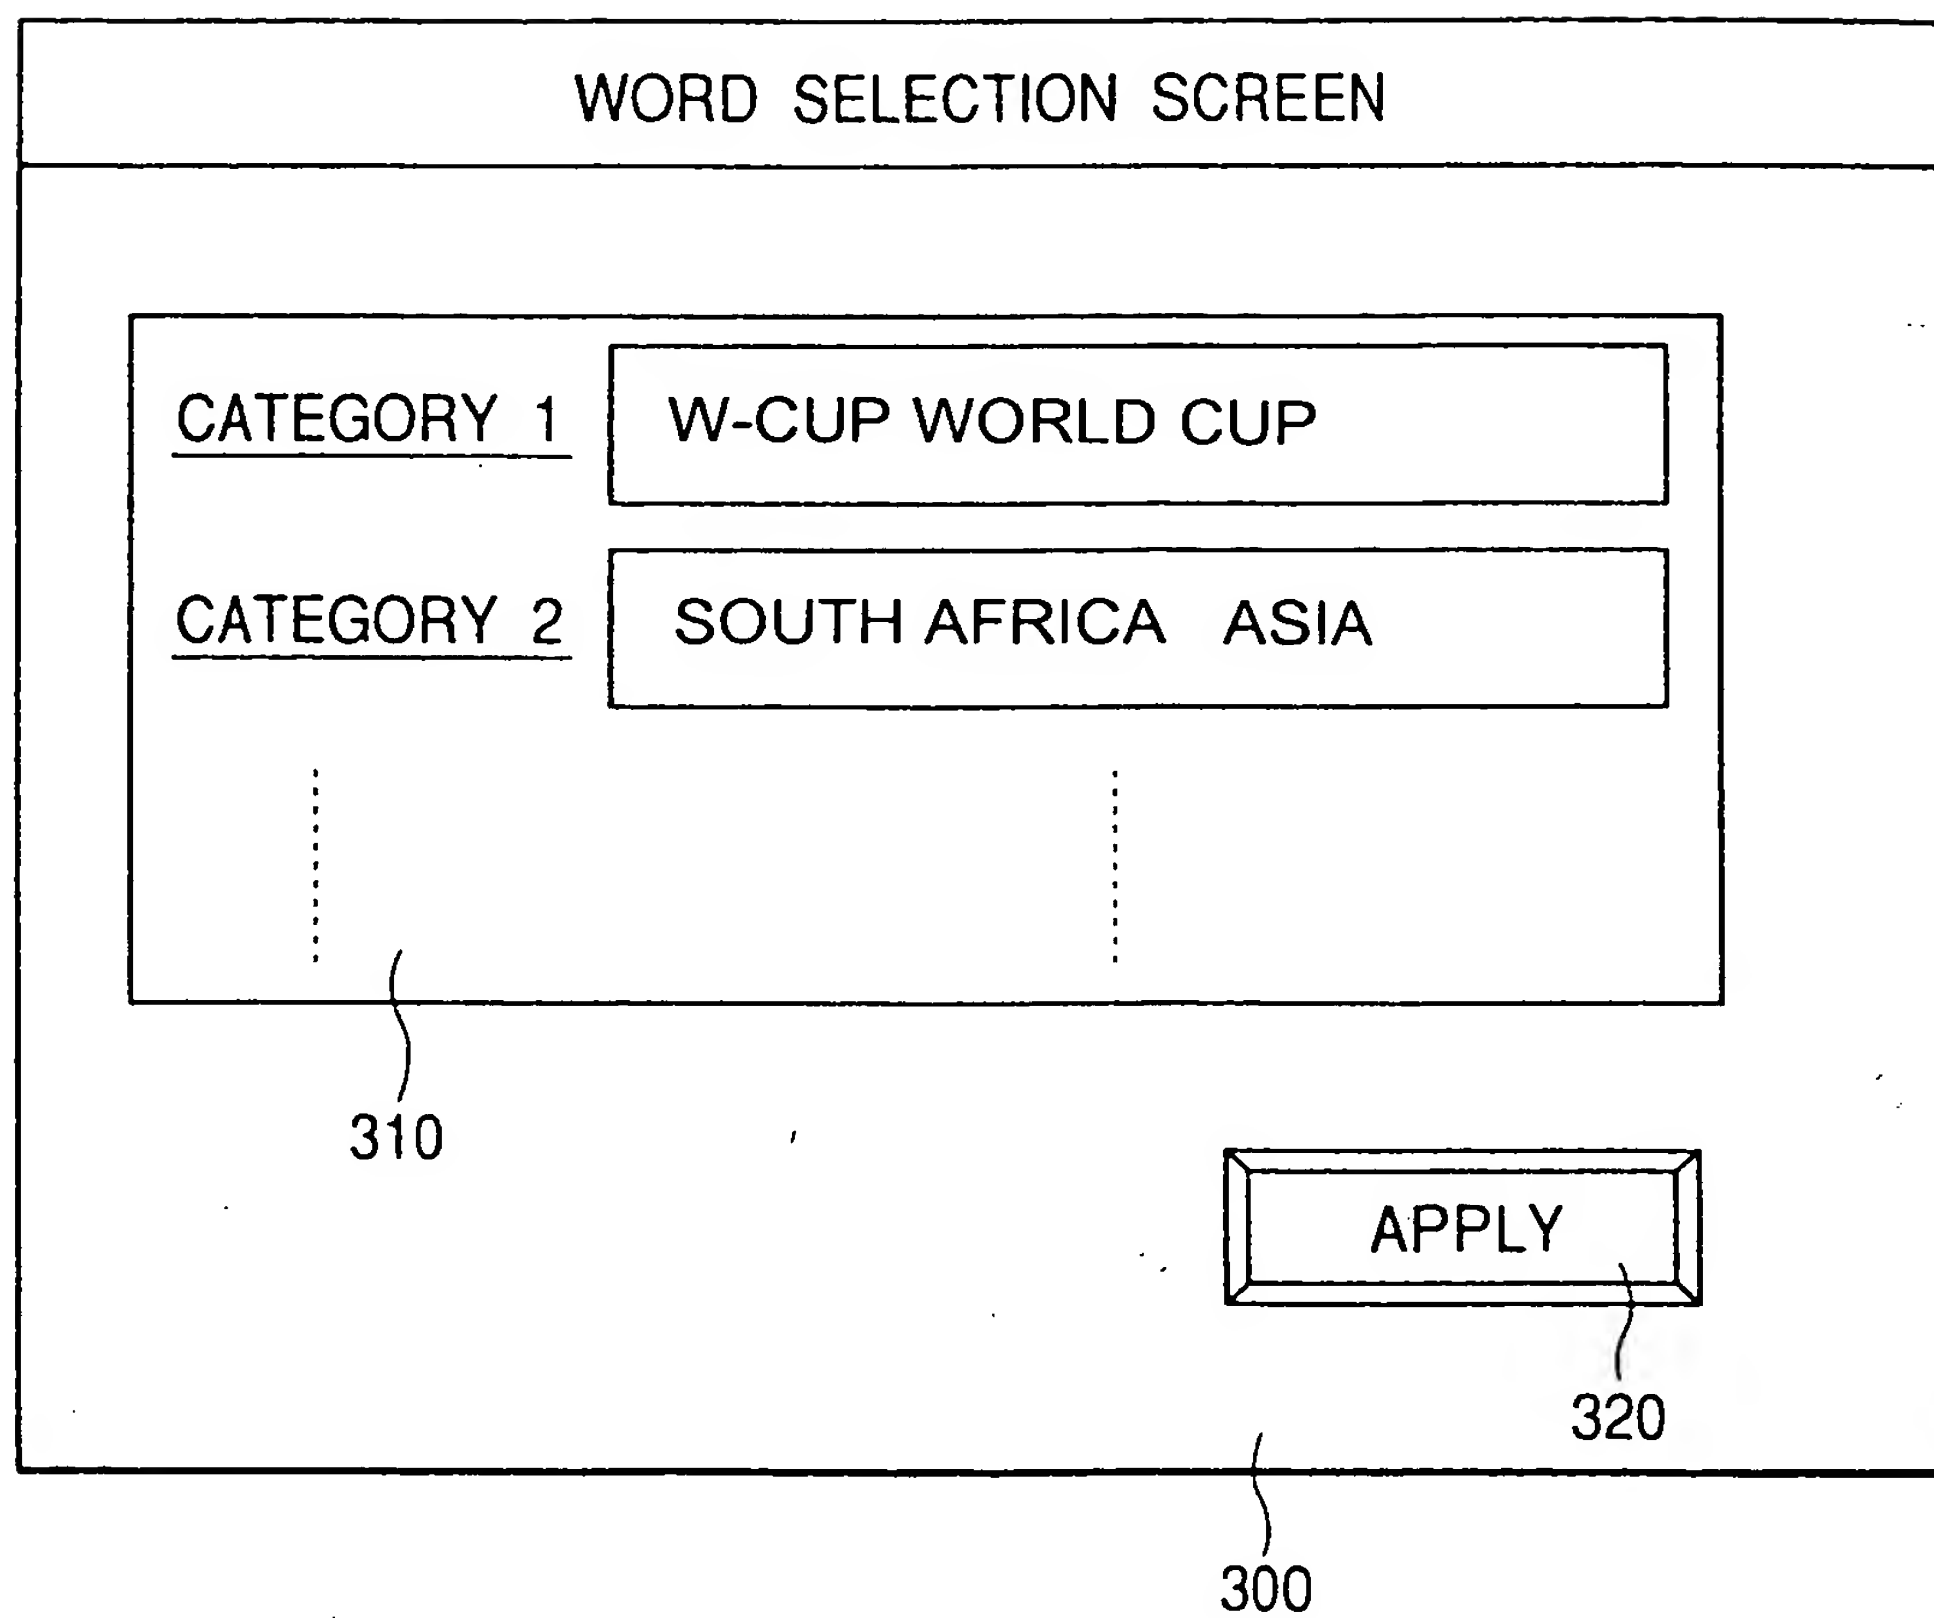 WORD SELECTION SCREEN
CATEGORY 1 W-CUP WORLD CUP
CATEGORY 2 SOUTH AFRICA ASIA
310
APPLY
320
300